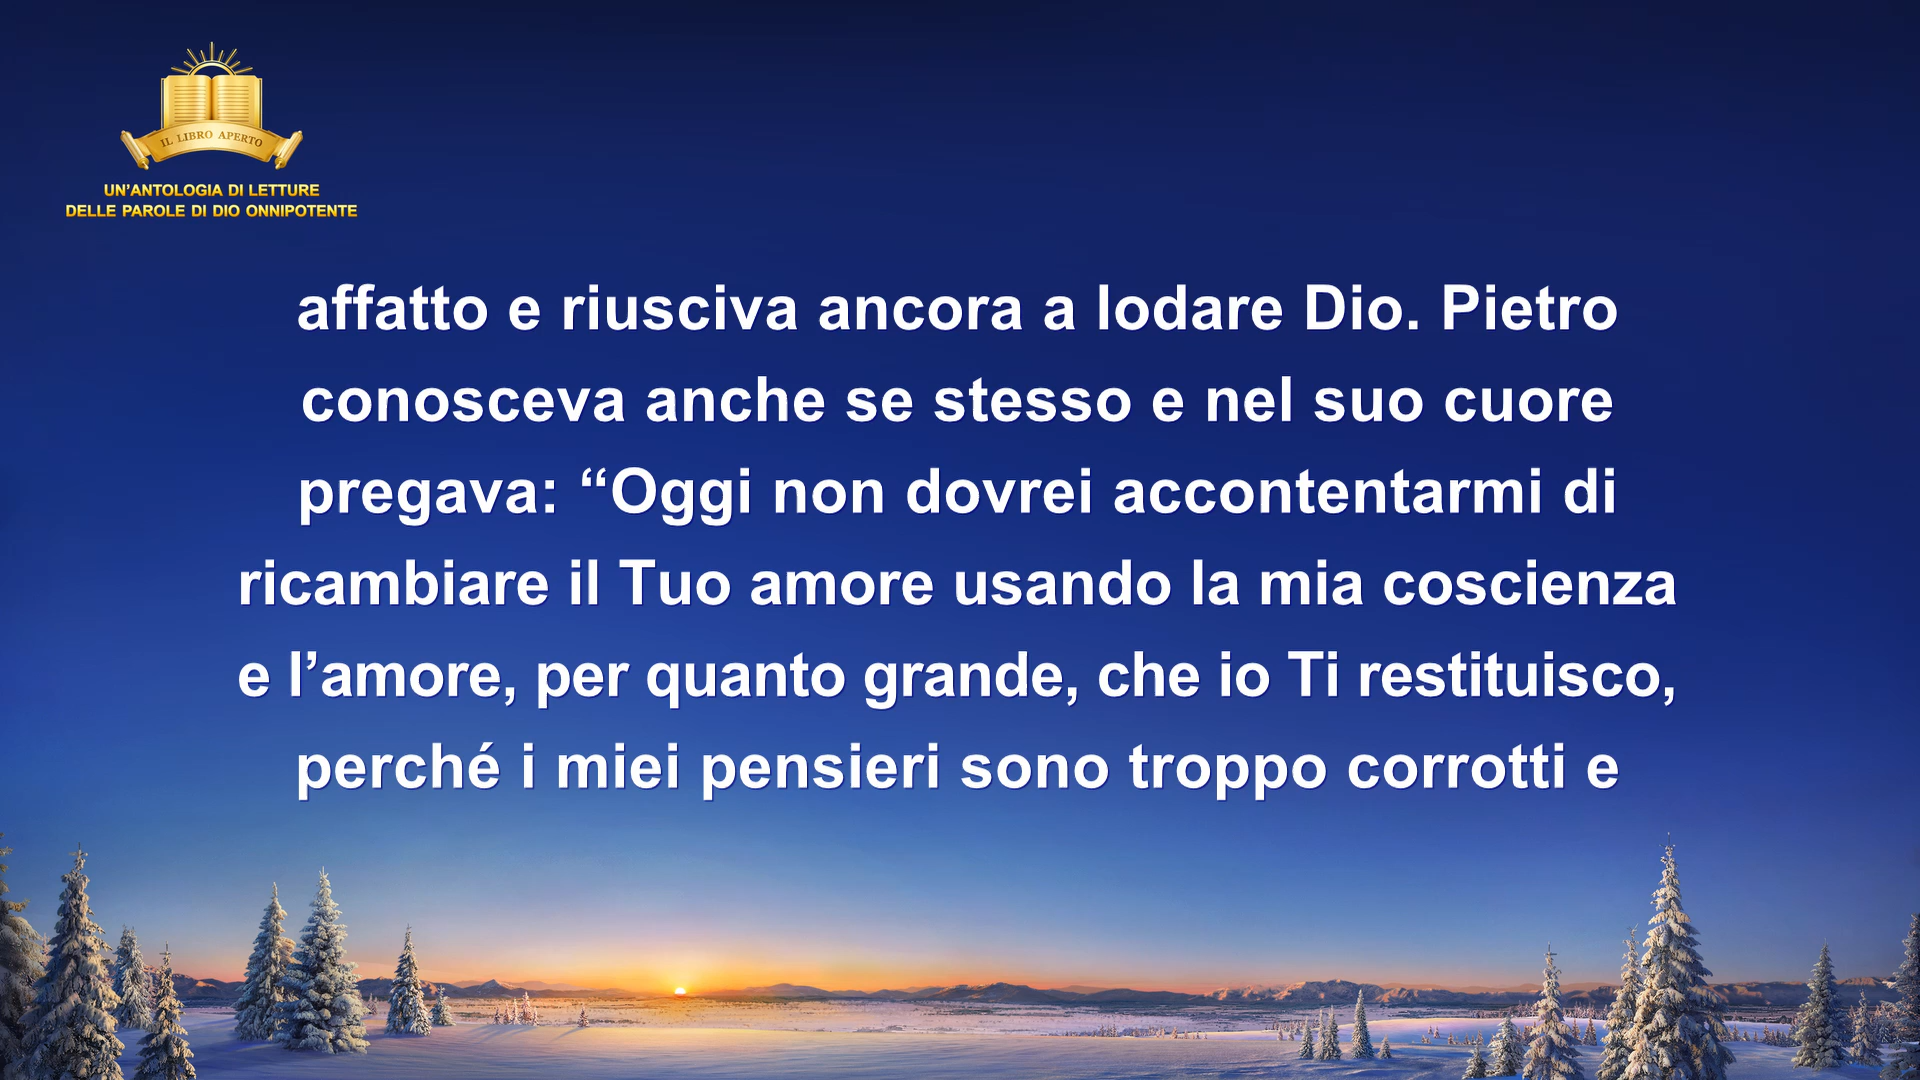 IL LIBRO APERTO
UN’ANTOLOGIA DI LETTURE
DELLE PAROLE DI DIO ONNIPOTENTE
affatto e riusciva ancora a lodare Dio. Pietro
conosceva anche se stesso e nel suo cuore
pregava: “Oggi non dovrei accontentarmi di
ricambiare il Tuo amore usando la mia coscienza
e l’amore, per quanto grande, che io Ti restituisco,
perché i miei pensieri sono troppo corrotti e